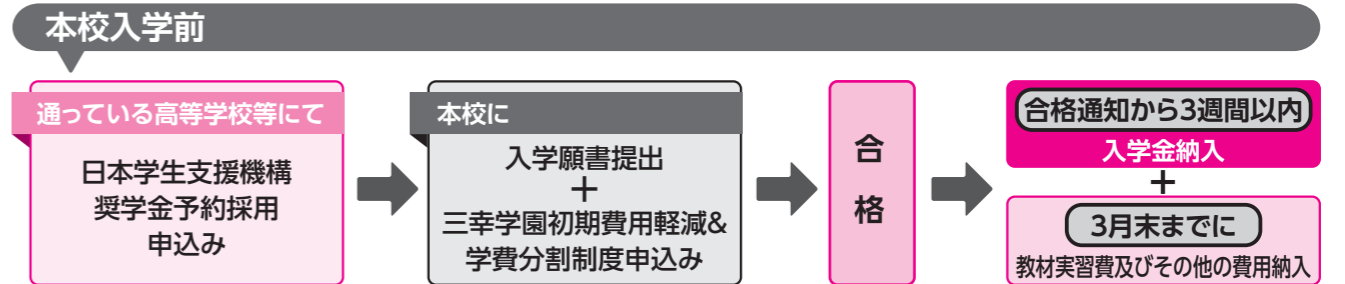 本校入学前
通っている高等学校等にて
日本学生支援機構
奨学金予約採用
申込み
本校に
入学願書提出
+
三幸学園初期費用軽減&
学費分割制度申込み
合
格
合格通知から3週間以内
入学金納入
+
3月末までに
教材実習費及びその他の費用納入